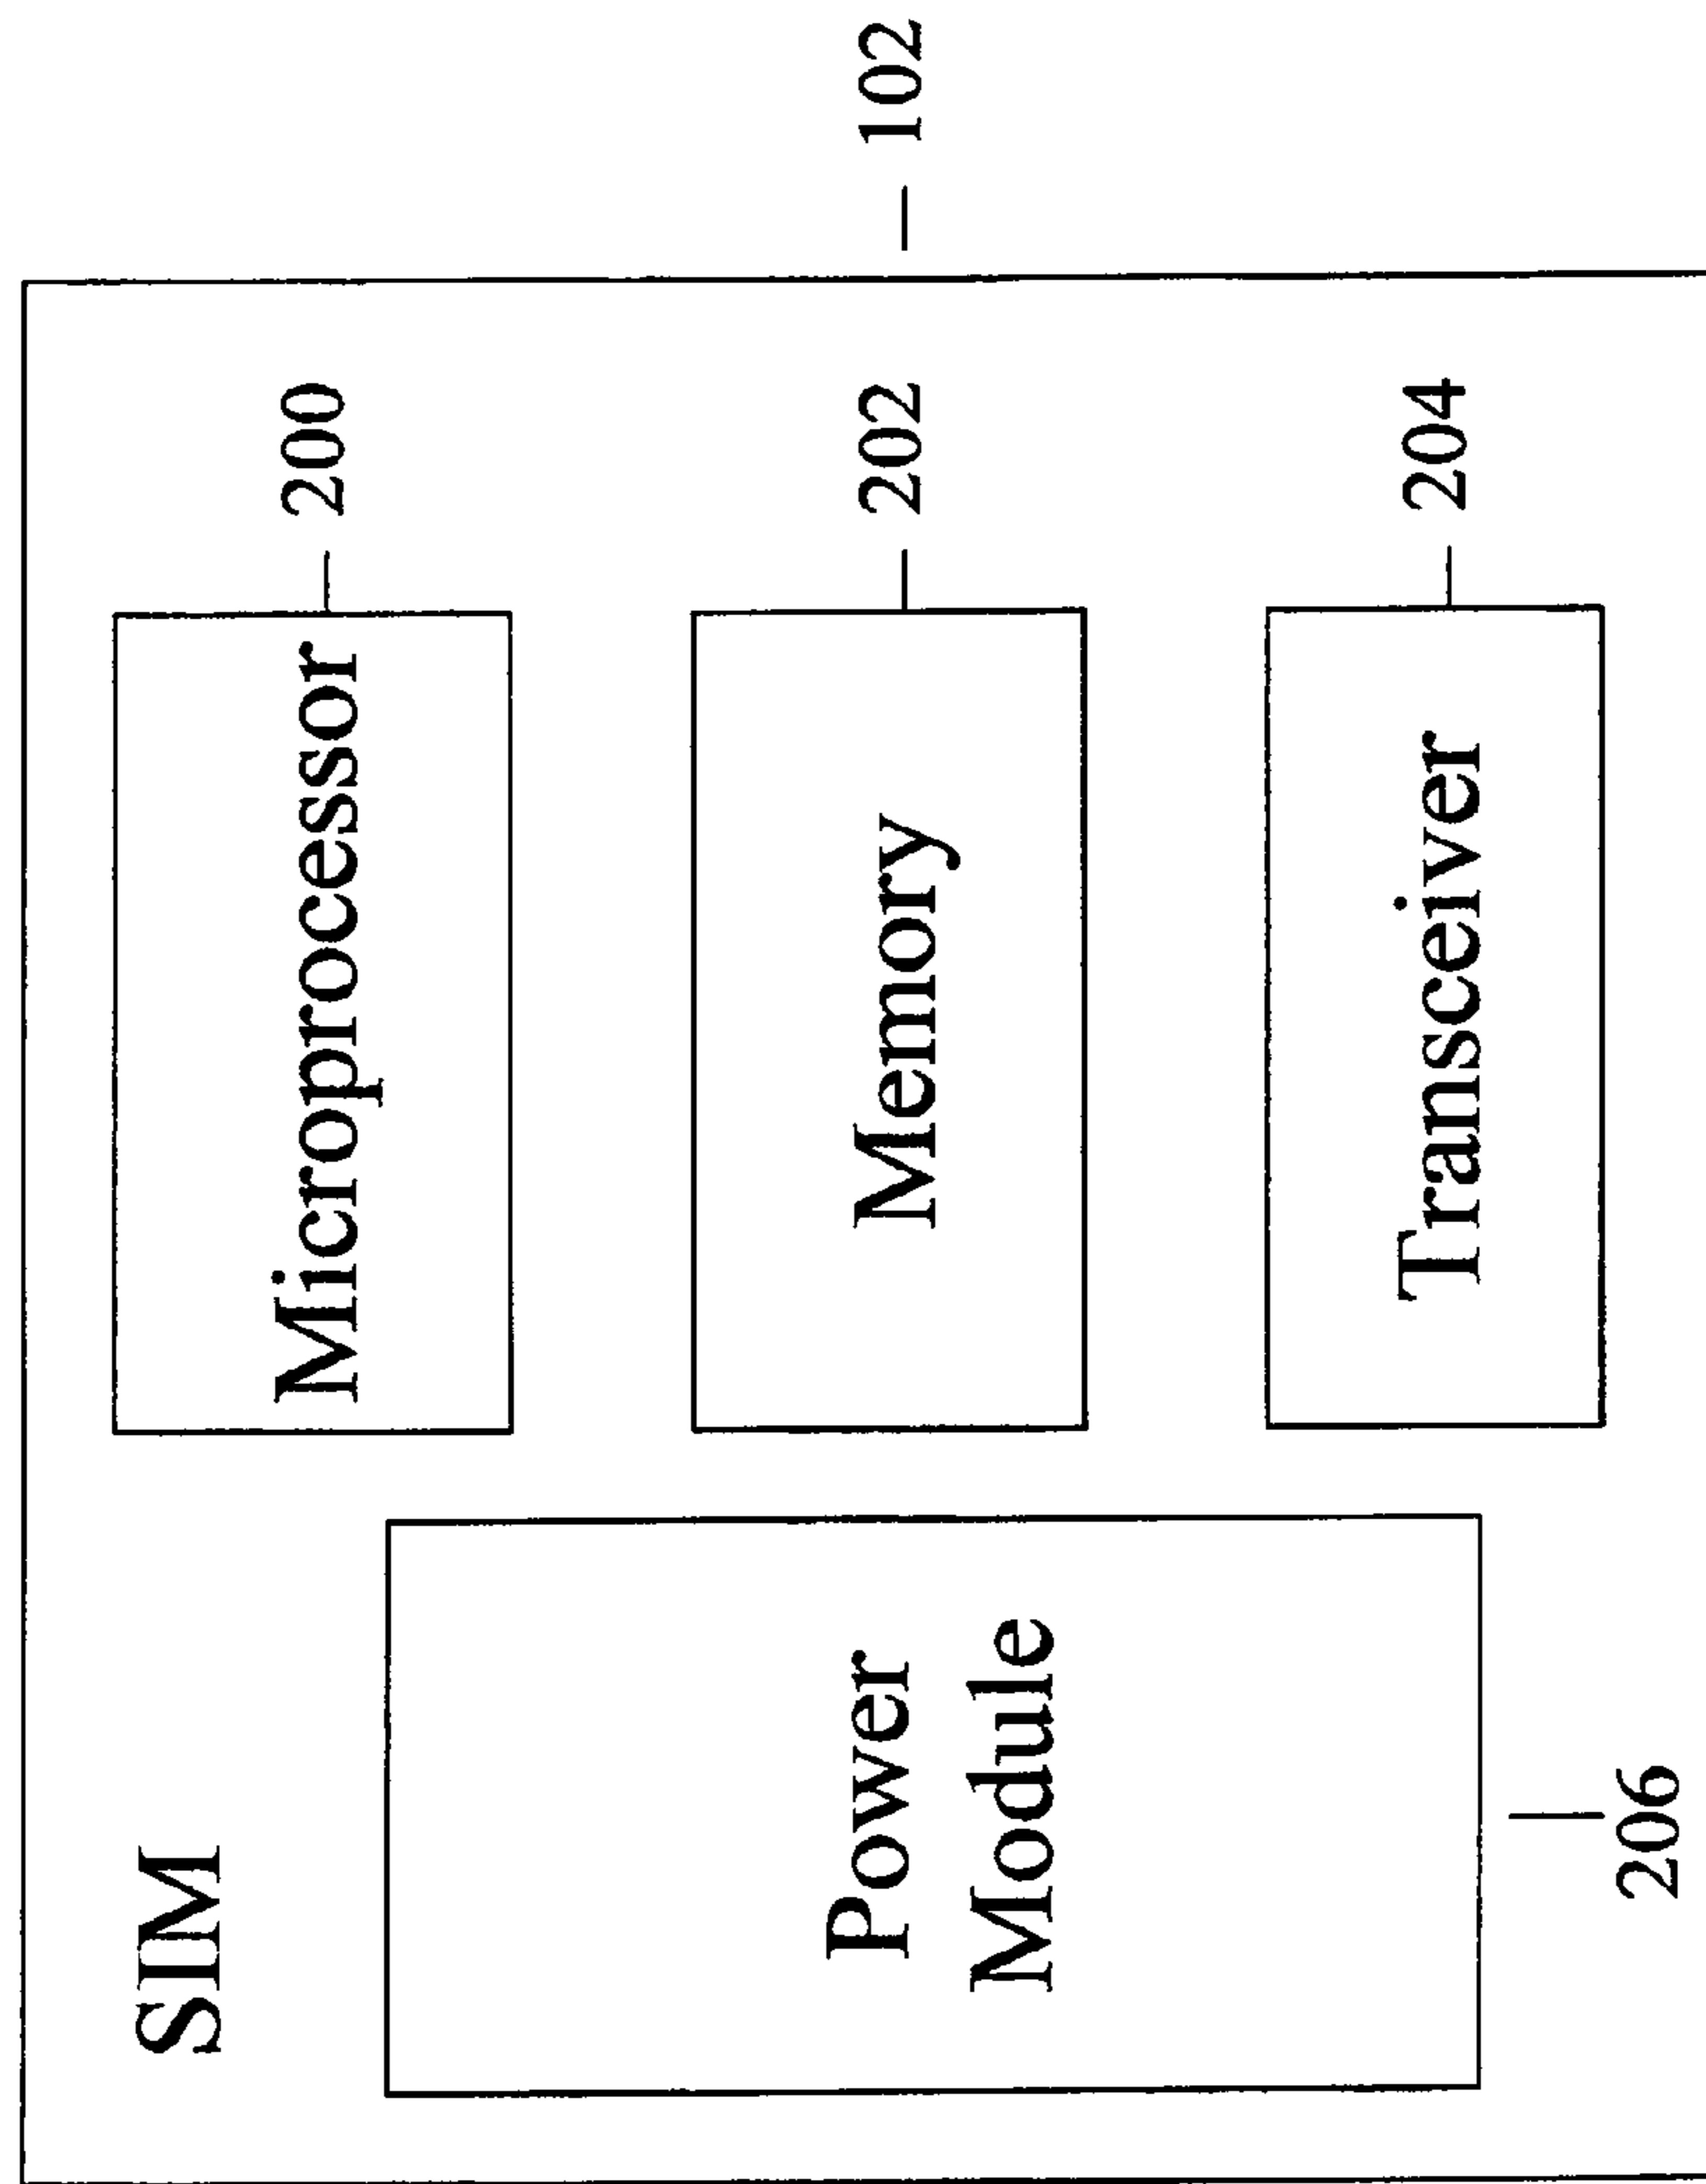 SIM
Microprocessor
200
Power
Module
Memory
202
102
Transceiver
204
206